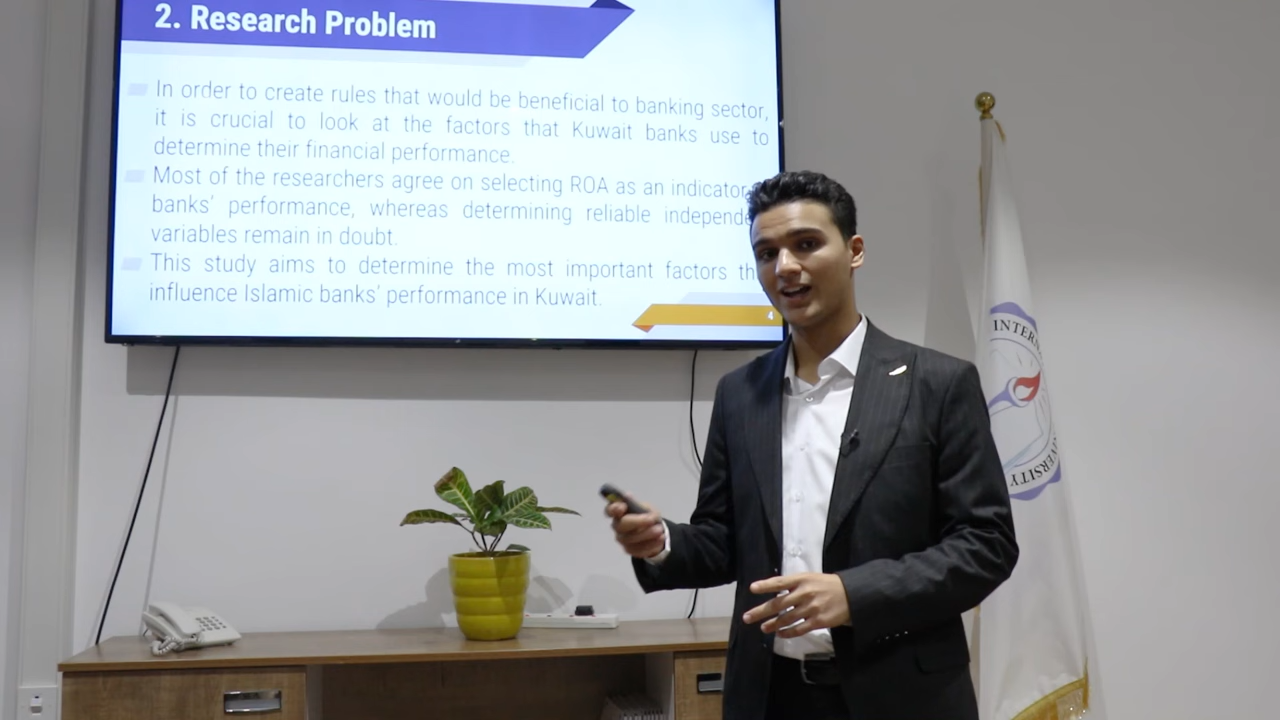 2. Research Problem
In order to create rules that would be beneficial to banking sector,
it is crucial to look at the factors that Kuwait banks use to
determine their financial performance.
Most of the researchers agree on selecting ROA as an indicator
banks' performance, whereas determining reliable
variables remain in doubt.
This study aims to determine the most important factors
influence Islamic banks' performance in Kuwait.
4